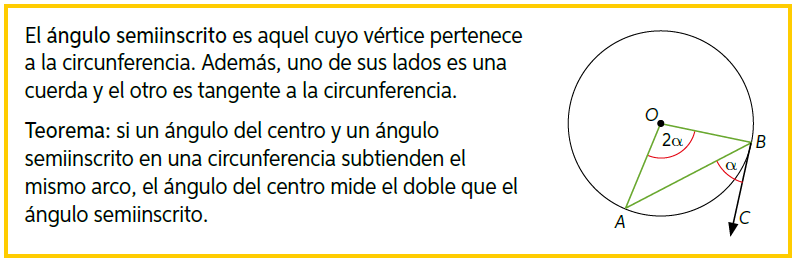 El ángulo semiinscrito es aquel cuyo vértice pertenece
a la circunferencia. Además, uno de sus lados es una
cuerda y el otro es tangente a la circunferencia.
Teorema: si un ángulo del centro y un ángulo
semiinscrito en una circunferencia subtienden el
mismo arco, el ángulo del centro mide el doble que el
ángulo semiinscrito.
O
2α
B
α
A
C